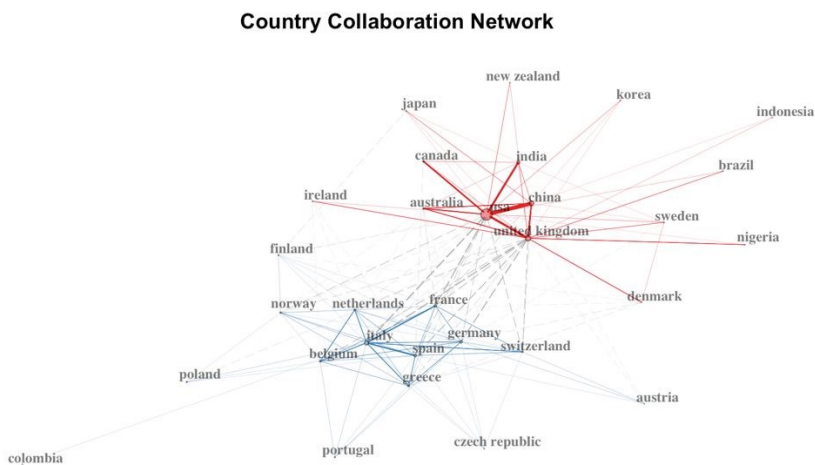 Country Collaboration Network
new zealand
korea
japan
indonesia
canada
india
brazil
ireland
china
australia
usa
sweden
united kingdom
nigeria
finland
norway
netherlands
france
denmark
italy
germany
belgium
spain
switzerland
poland
greece
austria
czech republic
portugal
colombia